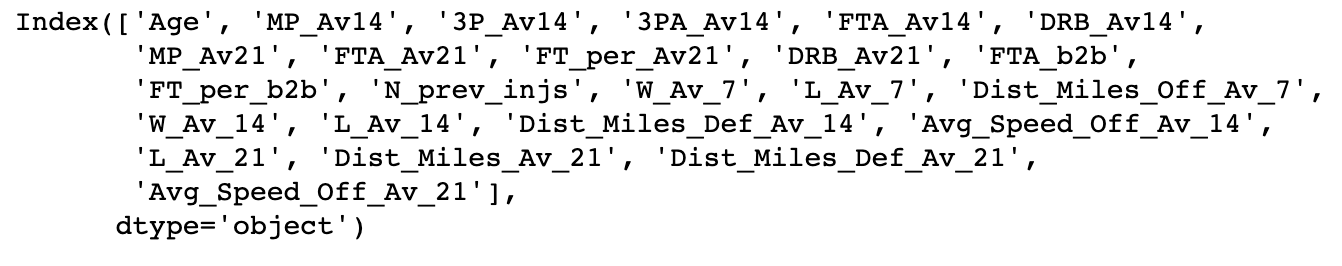 Index(['Age', 'MP_Av14', '3P_Av14', '3PA_Av14', 'FTA_Av14', 'DRB_Av14',
'MP_Av21', 'FTA_Av21', 'FT_per_Av21', 'DRB_Av21', 'FTA_b2b',
'FT_per_b2b', 'N_prev_injs', 'W_Av_7', 'L_Av_7', 'Dist_Miles_Off_Av_7',
'W_Av_14', 'L_Av_14', 'Dist_Miles_Def_Av_14', 'Avg_Speed_Off_Av_14',
'L_Av_21', 'Dist_Miles_Av_21', 'Dist_Miles_Def_Av_21',
'Avg_Speed_Off_Av_21'],
dtype='object')